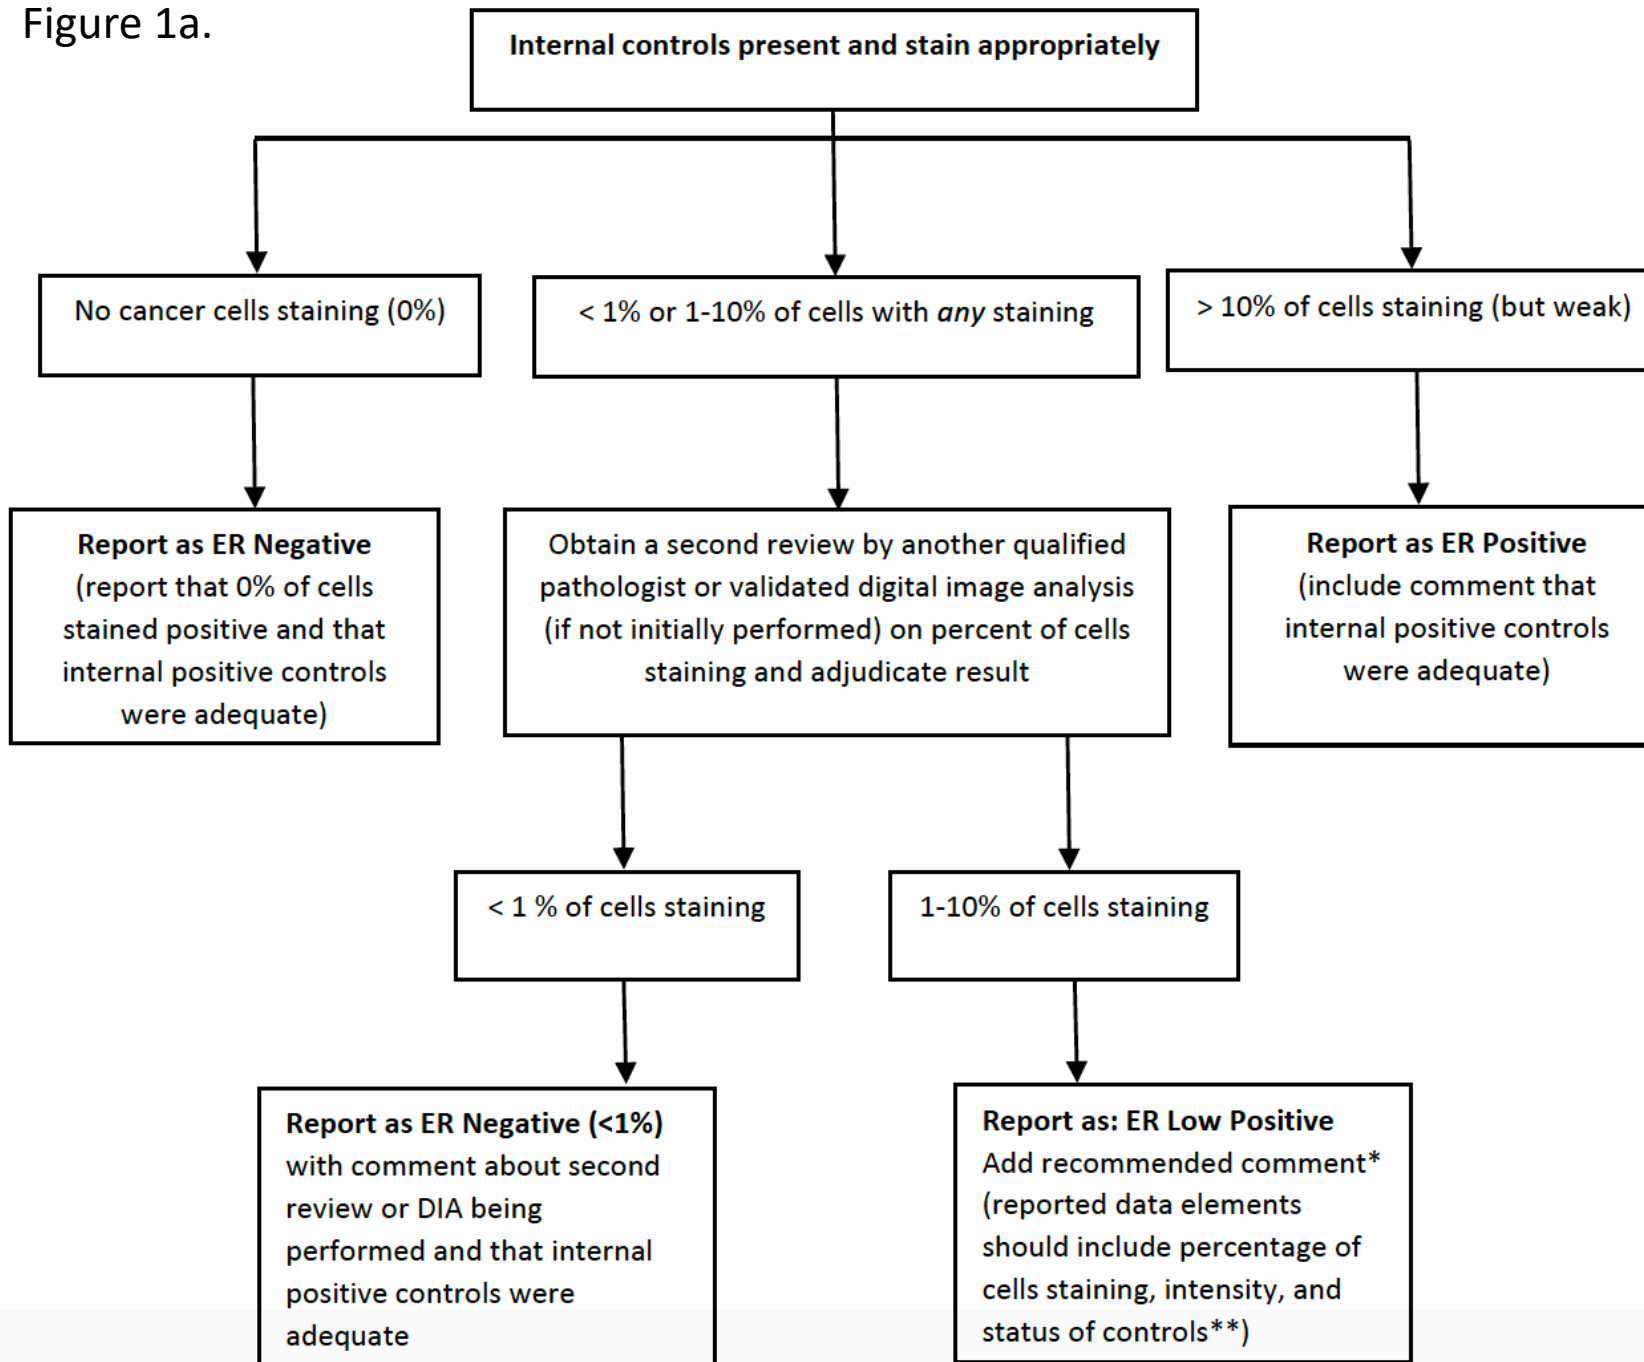 Figure 1a.
Internal controls present and stain appropriately
No cancer cells staining (0%)
< 1% or 1-10% of cells with any staining
> 10% of cells staining (but weak)
Report as ER Negative
(report that 0% of cells
stained positive and that
internal positive controls
were adequate)
Obtain a second review by another qualified
pathologist or validated digital image analysis
(if not initially performed) on percent of cells
staining and adjudicate result
Report as ER Positive
(include comment that
internal positive controls
were adequate)
< 1 % of cells staining
1-10% of cells staining
Report as ER Negative (<1%)
with comment about second
review or DIA being
performed and that internal
positive controls were
adequate
Report as: ER Low Positive
Add recommended comment*
(reported data elements
should include percentage of
cells staining, intensity, and
status of controls**)